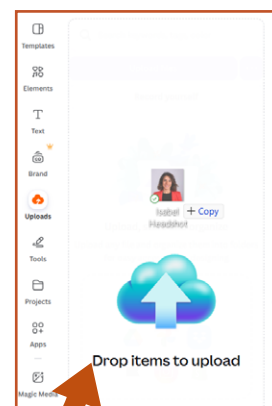 Templates
Elements
Text
Brand
Uploads
Tools
Projects
Apps
Magic Media
Isabel
Headshot
+ Copy
Drop items to upload